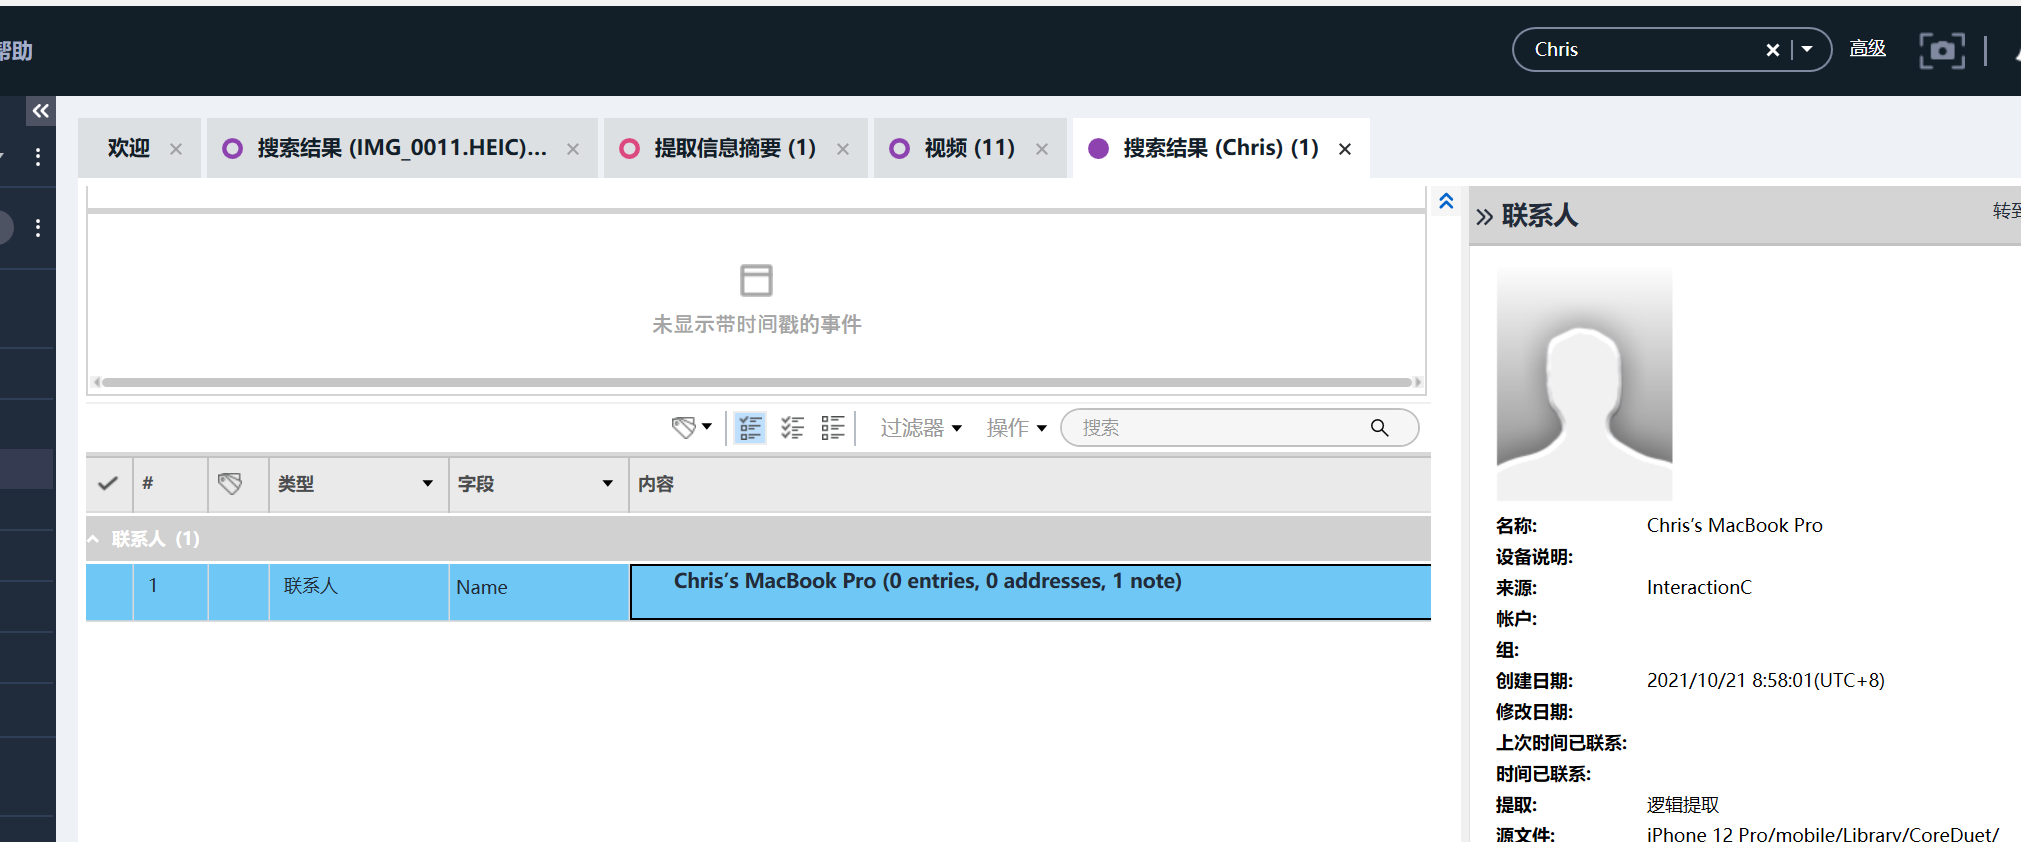 帮助
Chris
高级
欢迎
搜索结果 (IMG_0011.HEIC)...
提取信息摘要 (1)
视频 (11)
搜索结果 (Chris) (1)
联系人
转到
未显示带时间戳的事件
过滤器
操作
搜索
#
类型
字段
内容
联系人 (1)
1
联系人
Name
Chris’s MacBook Pro (0 entries, 0 addresses, 1 note)
名称:
Chris’s MacBook Pro
设备说明:
来源:
InteractionC
帐户:
组:
创建日期:
2021/10/21 8:58:01(UTC+8)
修改日期:
上次时间已联系:
时间已联系:
提取:
逻辑提取
源文件:
iPhone 12 Pro/mobile/Library/CoreDuet/